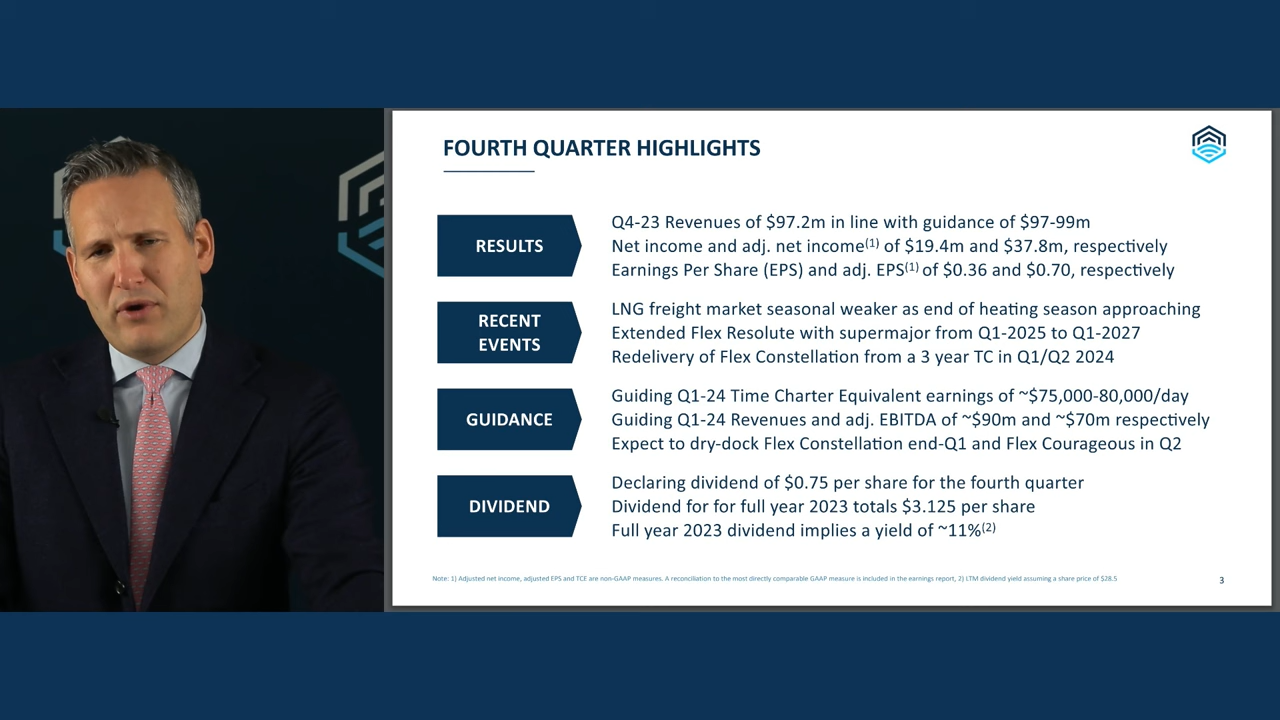 FOURTH QUARTER HIGHLIGHTS
RESULTS
Q4-23 Revenues of $97.2m in line with guidance of $97-99m
Net income and adj. net income(1) of $19.4m and $37.8m, respectively
Earnings Per Share (EPS) and adj. EPS(1) of $0.36 and $0.70, respectively
RECENT
EVENTS
LNG freight market seasonal weaker as end of heating season approaching
Extended Flex Resolute with supermajor from Q1-2025 to Q1-2027
Redelivery of Flex Constellation from a 3 year TC in Q1/Q2 2024
GUIDANCE
Guiding Q1-24 Time Charter Equivalent earnings of ~$75,000-80,000/day
Guiding Q1-24 Revenues and adj. EBITDA of ~$90m and ~$70m respectively
Expect to dry-dock Flex Constellation end-Q1 and Flex Courageous in Q2
DIVIDEND
Declaring dividend of $0.75 per share for the fourth quarter
Dividend for for full year 2023 totals $3.125 per share
Full year 2023 dividend implies a yield of ~11%(2)
Note: 1) Adjusted net income, adjusted EPS and TCE are non-GAAP measures. A reconciliation to the most directly comparable GAAP measure is included in the earnings report, 2) LTM dividend yield assuming a share price of $28.5
3